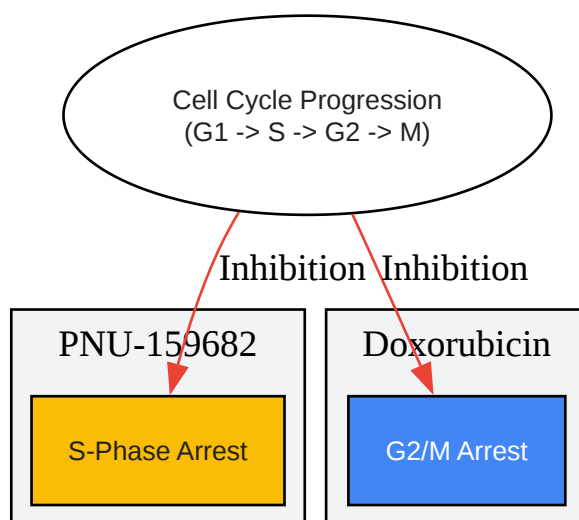 Cell Cycle Progression
(G1 -> S -> G2 -> M)
Inhibition Inhibition
PNU-159682
Doxorubicin
S-Phase Arrest
G2/M Arrest